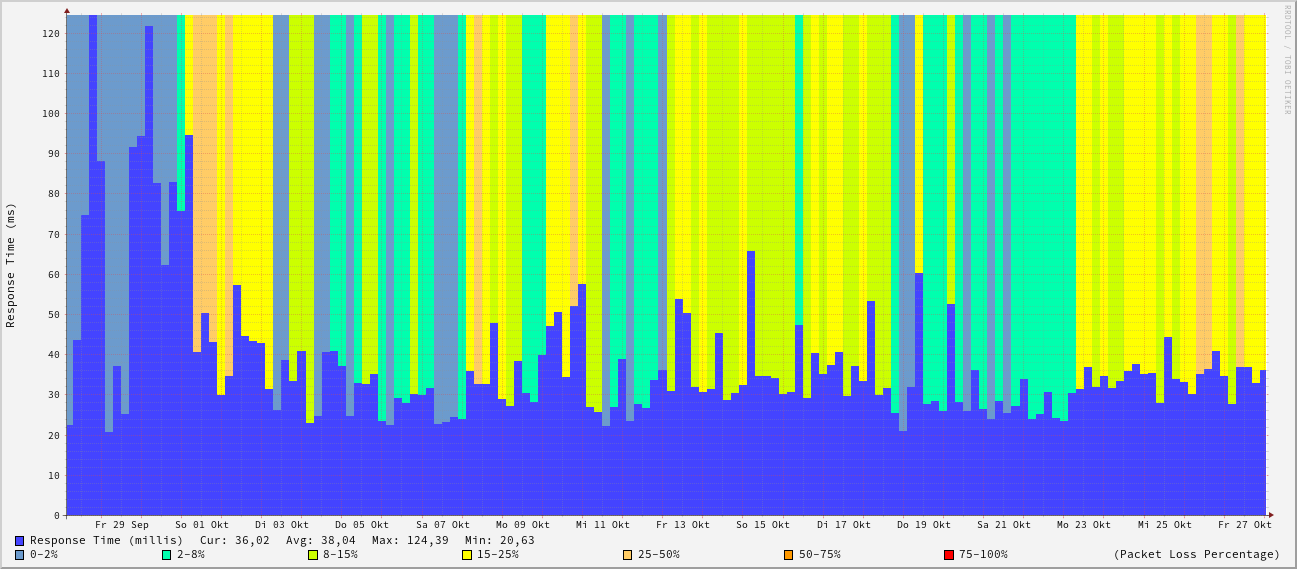 RRDTOOL / TOBI OETIKER
Response Time (ms)
120
110
100
90
80
70
60
50
40
30
20
10
0
Fr 29 Sep So 01 Okt Di 03 Okt Do 05 Okt Sa 07 Okt Mo 09 Okt Mi 11 Okt Fr 13 Okt So 15 Okt Di 17 Okt Do 19 Okt Sa 21 Okt Mo 23 Okt Mi 25 Okt Fr 27 Okt
Response Time (millis) Cur: 36,02 Avg: 38,04 Max: 124,39 Min: 20,63
0-2% 2-8% 8-15% 15-25% 25-50% 50-75% 75-100% (Packet Loss Percentage)